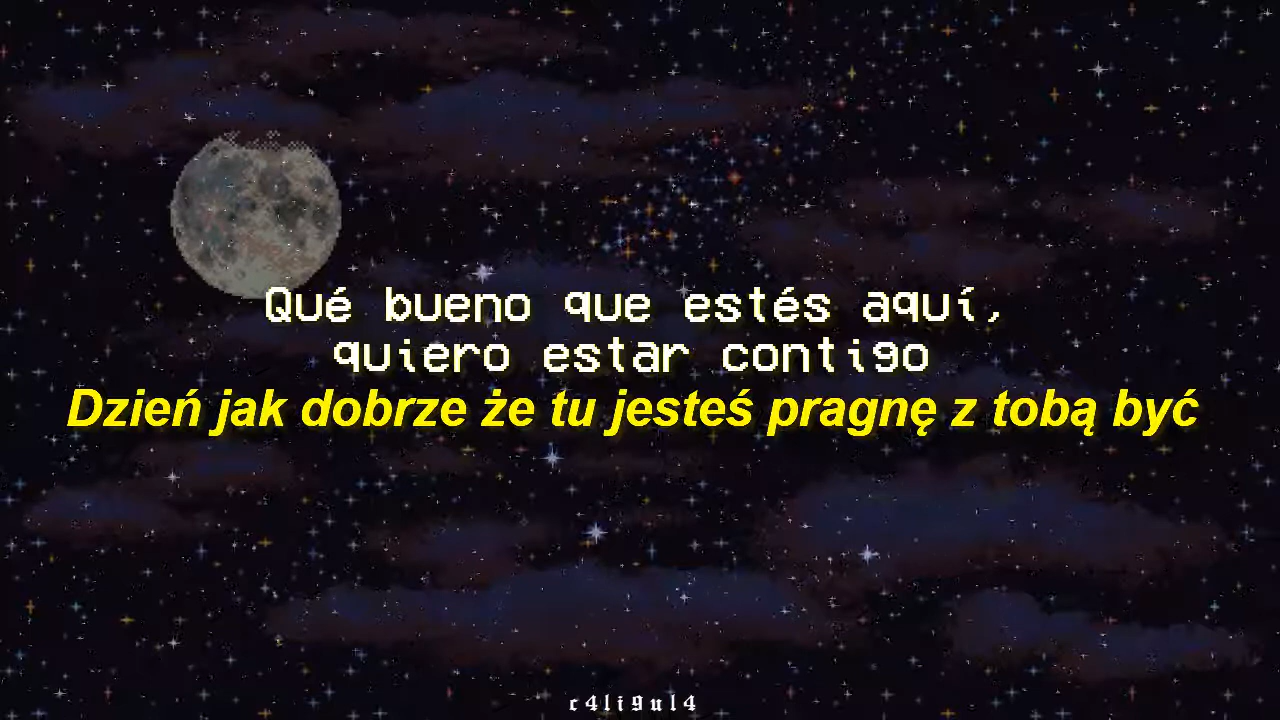 Qué bueno que estés aquí,
quiero estar contigo
Dzień jak dobrze że tu jesteś pragnę z tobą być
c4li9ul4